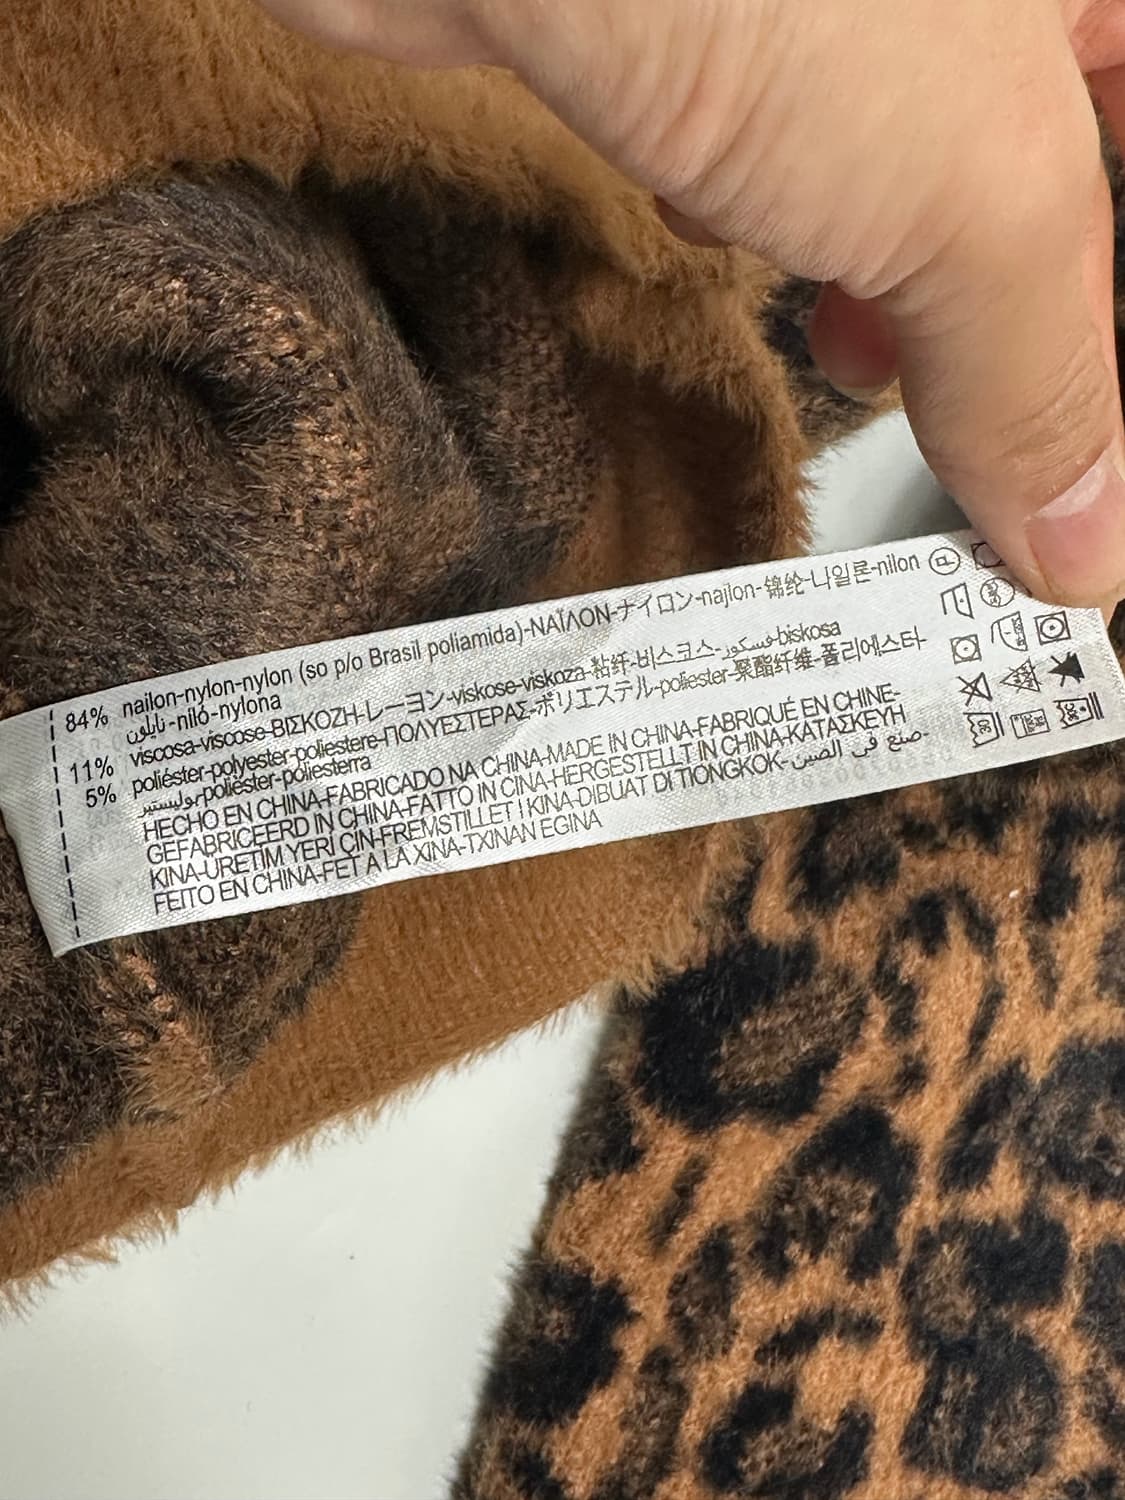 84% nailon-nylon-nylon (so p/o Brasil poliamida)-ΝΑΪΛΟΝ-ナイロン-najlon-锦纶-나일론-nilon
نايلون-niló-nylona
11% viscosa-viscose-ΒΙΣΚΟΖΗ-レーヨン-viskose-viskoza-粘纤-비스코스-فسكوز-biskosa
5% poliéster-polyester-poliestere-ΠΟΛΥΕΣΤΕΡΑΣ-ポリエステル-poliester-聚酯纤维-폴리에스타-
بوليستير-polièster-poliesterra
HECHO EN CHINA-FABRICADO NA CHINA-MADE IN CHINA-FABRIQUÉ EN CHINE-
GEFABRICEERD IN CHINA-FATTO IN CINA-HERGESTELLT IN CHINA-ΚΑΤΑΣΚΕΥΗ
KINA-ÜRETIM YERİ ÇİN-FREMSTILLET I KINA-DIBUAT DI TIONGKOK-صنع في الصين-
FEITO EN CHINA-FET A LA XINA-TXINAN EGINA